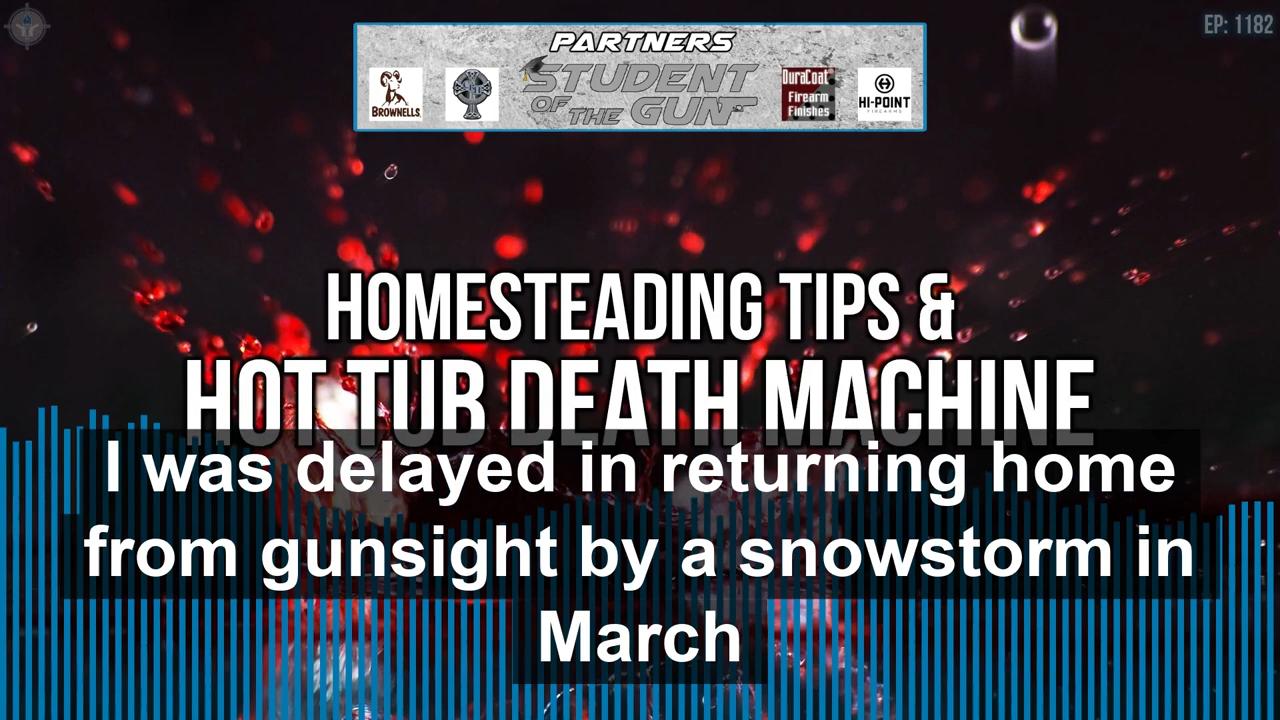 EP: 1182
PARTNERS
STUDENT
OF THE GUN
BROWNELLS
DuraCoat
Firearm
Finishes
HI-POINT
FIREARMS
HOMESTEADING TIPS &
HOT TUB DEATH MACHINE
I was delayed in returning home
from gunsight by a snowstorm in
March